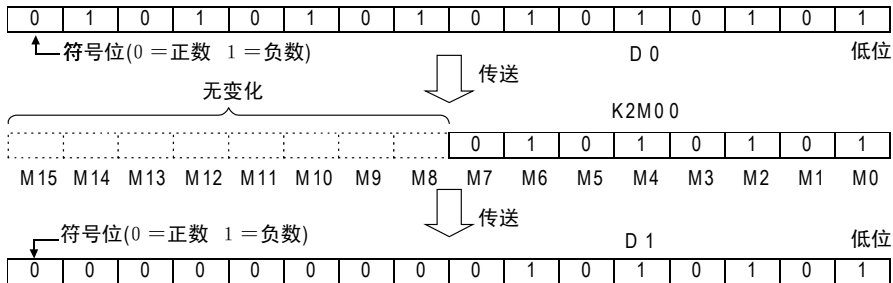 0 1 0 1 0 1 0 1 0 1 0 1 0 1 0 1
符号位(0＝正数 1＝负数) D0 低位
传送
无变化
K2M00
0 1 0 1 0 1 0 1
M15 M14 M13 M12 M11 M10 M9 M8 M7 M6 M5 M4 M3 M2 M1 M0
传送
符号位(0＝正数 1＝负数) D1 低位
0 0 0 0 0 0 0 0 0 1 0 1 0 1 0 1